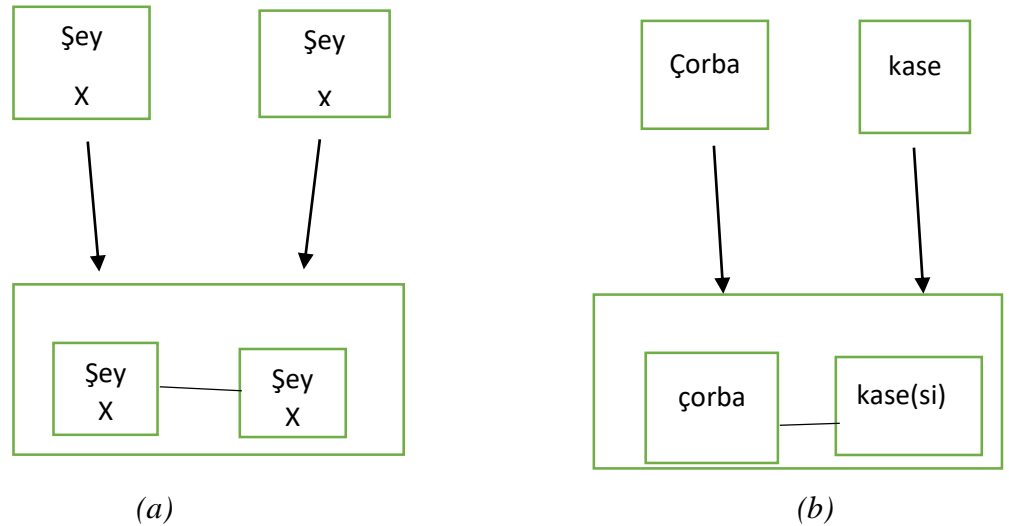 Şey
X
Şey
x
Çorba
kase
Şey
X
Şey
X
çorba
kase(si)
(a)
(b)